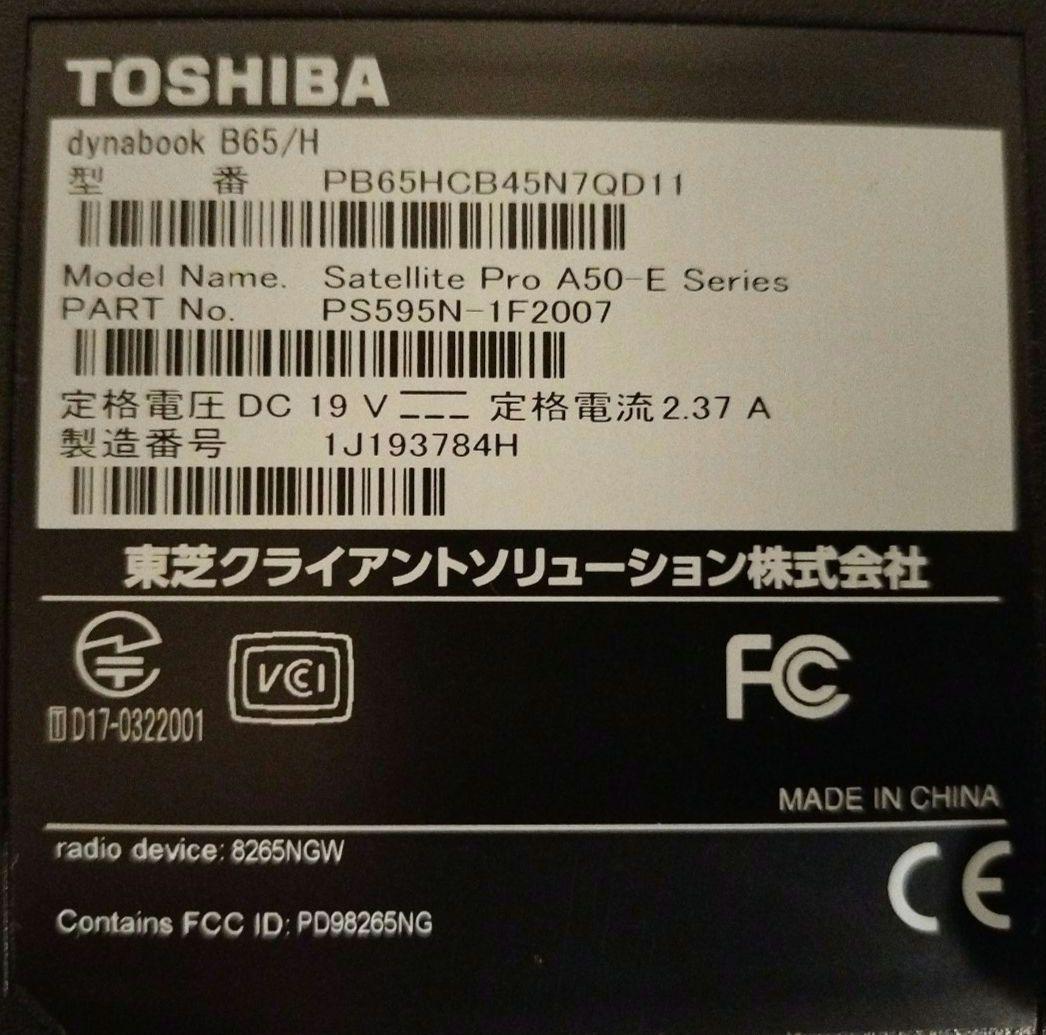 TOSHIBA
dynabook B65/H
型 番 PB65HCB45N7QD11
Model Name. Satellite Pro A50-E Series
PART No. PS595N-1F2007
定格電圧 DC 19 V 定格電流 2.37 A
製造番号 1J193784H
東芝クライアントソリューション株式会社
VCCI FC
T D17-0322001
MADE IN CHINA
radio device: 8265NGW
CE
Contains FCC ID: PD98265NG